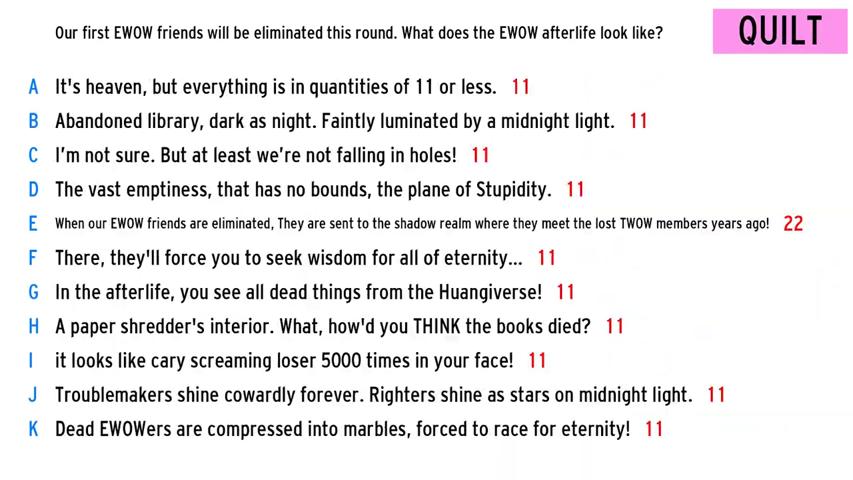 Our first EWOW friends will be eliminated this round. What does the EWOW afterlife look like?
QUILT
A It's heaven, but everything is in quantities of 11 or less. 11
B Abandoned library, dark as night. Faintly luminated by a midnight light. 11
C I'm not sure. But at least we're not falling in holes! 11
D The vast emptiness, that has no bounds, the plane of Stupidity. 11
E When our EWOW friends are eliminated, They are sent to the shadow realm where they meet the lost TWOW members years ago! 22
F There, they'll force you to seek wisdom for all of eternity... 11
G In the afterlife, you see all dead things from the Huangiverse! 11
H A paper shredder's interior. What, how'd you THINK the books died? 11
I it looks like cary screaming loser 5000 times in your face! 11
J Troublemakers shine cowardly forever. Righters shine as stars on midnight light. 11
K Dead EWOWers are compressed into marbles, forced to race for eternity! 11